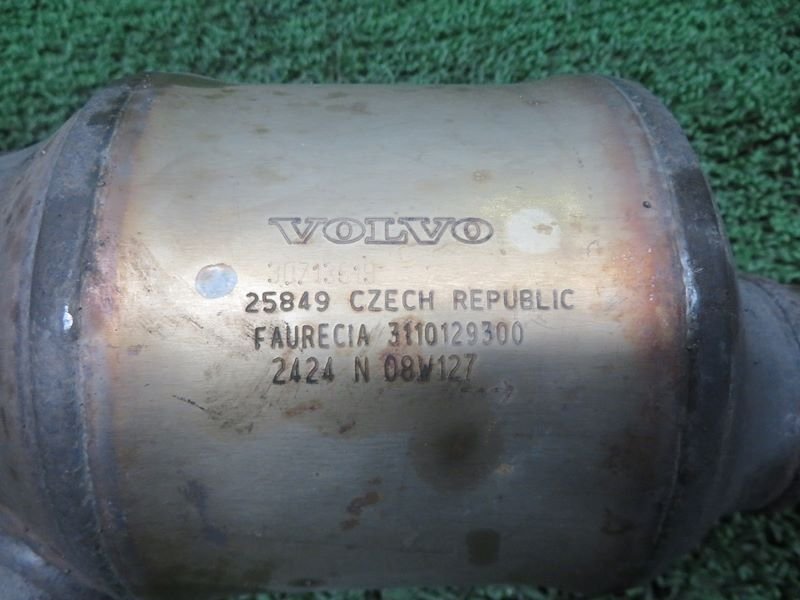 VOLVO
25849 CZECH REPUBLIC
FAURECIA 3110129300
2424 N 08W127